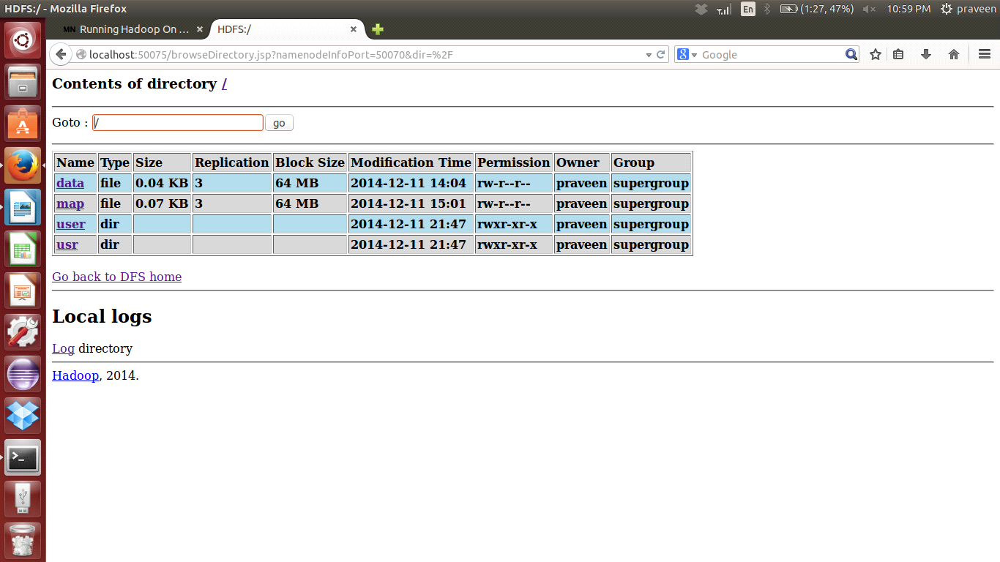 HDFS:/ - Mozilla Firefox En (1:27, 47%) 10:59 PM praveen
MN Running Hadoop On ... × HDFS:/ ×
localhost:50075/browseDirectory.jsp?namenodeInfoPort=50070&dir=%2F 8 Google
Contents of directory /
Goto : / go
Name Type Size Replication Block Size Modification Time Permission Owner Group
data file 0.04 KB 3 64 MB 2014-12-11 14:04 rw-r--r-- praveen supergroup
map file 0.07 KB 3 64 MB 2014-12-11 15:01 rw-r--r-- praveen supergroup
user dir 2014-12-11 21:47 rwxr-xr-x praveen supergroup
usr dir 2014-12-11 21:47 rwxr-xr-x praveen supergroup
Go back to DFS home
Local logs
Log directory
Hadoop, 2014.